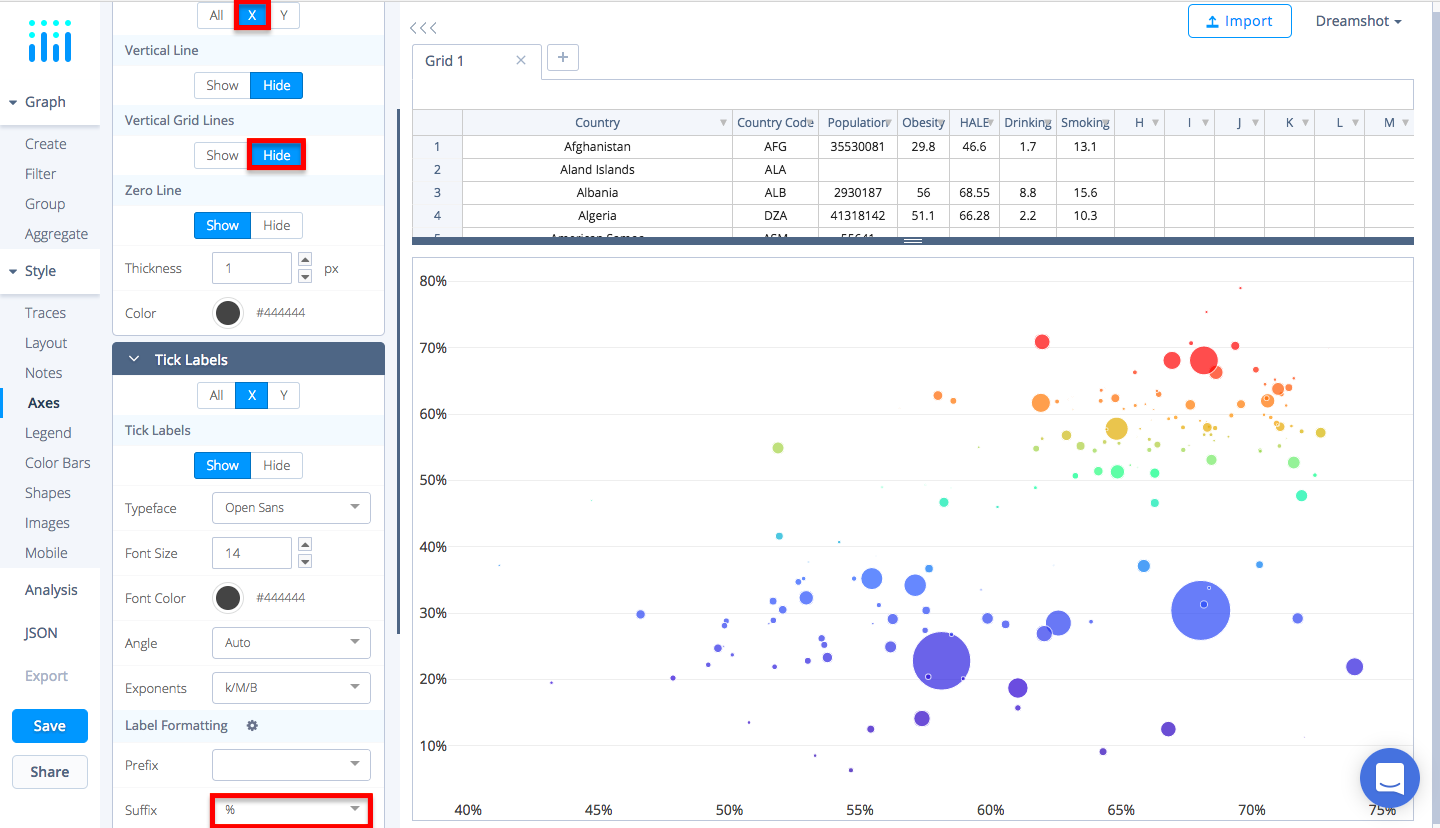 Graph
Create
Filter
Group
Aggregate
Style
Traces
Layout
Notes
Axes
Legend
Color Bars
Shapes
Images
Mobile
Analysis
JSON
Export
Save
Share
All X Y
Vertical Line
Show Hide
Vertical Grid Lines
Show Hide
Zero Line
Show Hide
Thickness 1 px
Color #444444
Tick Labels
All X Y
Tick Labels
Show Hide
Typeface Open Sans
Font Size 14
Font Color #444444
Angle Auto
Exponents k/M/B
Label Formatting
Prefix
Suffix %
Import Dreamshot
Grid 1 × +
Country Country Code Population Obesity HALE Drinking Smoking H I J K L M
1 Afghanistan AFG 35530081 29.8 46.6 1.7 13.1
2 Aland Islands ALA
3 Albania ALB 2930187 56 68.55 8.8 15.6
4 Algeria DZA 41318142 51.1 66.28 2.2 10.3
5 American Samoa ASM 55641
80%
70%
60%
50%
40%
30%
20%
10%
40% 45% 50% 55% 60% 65% 70% 75%